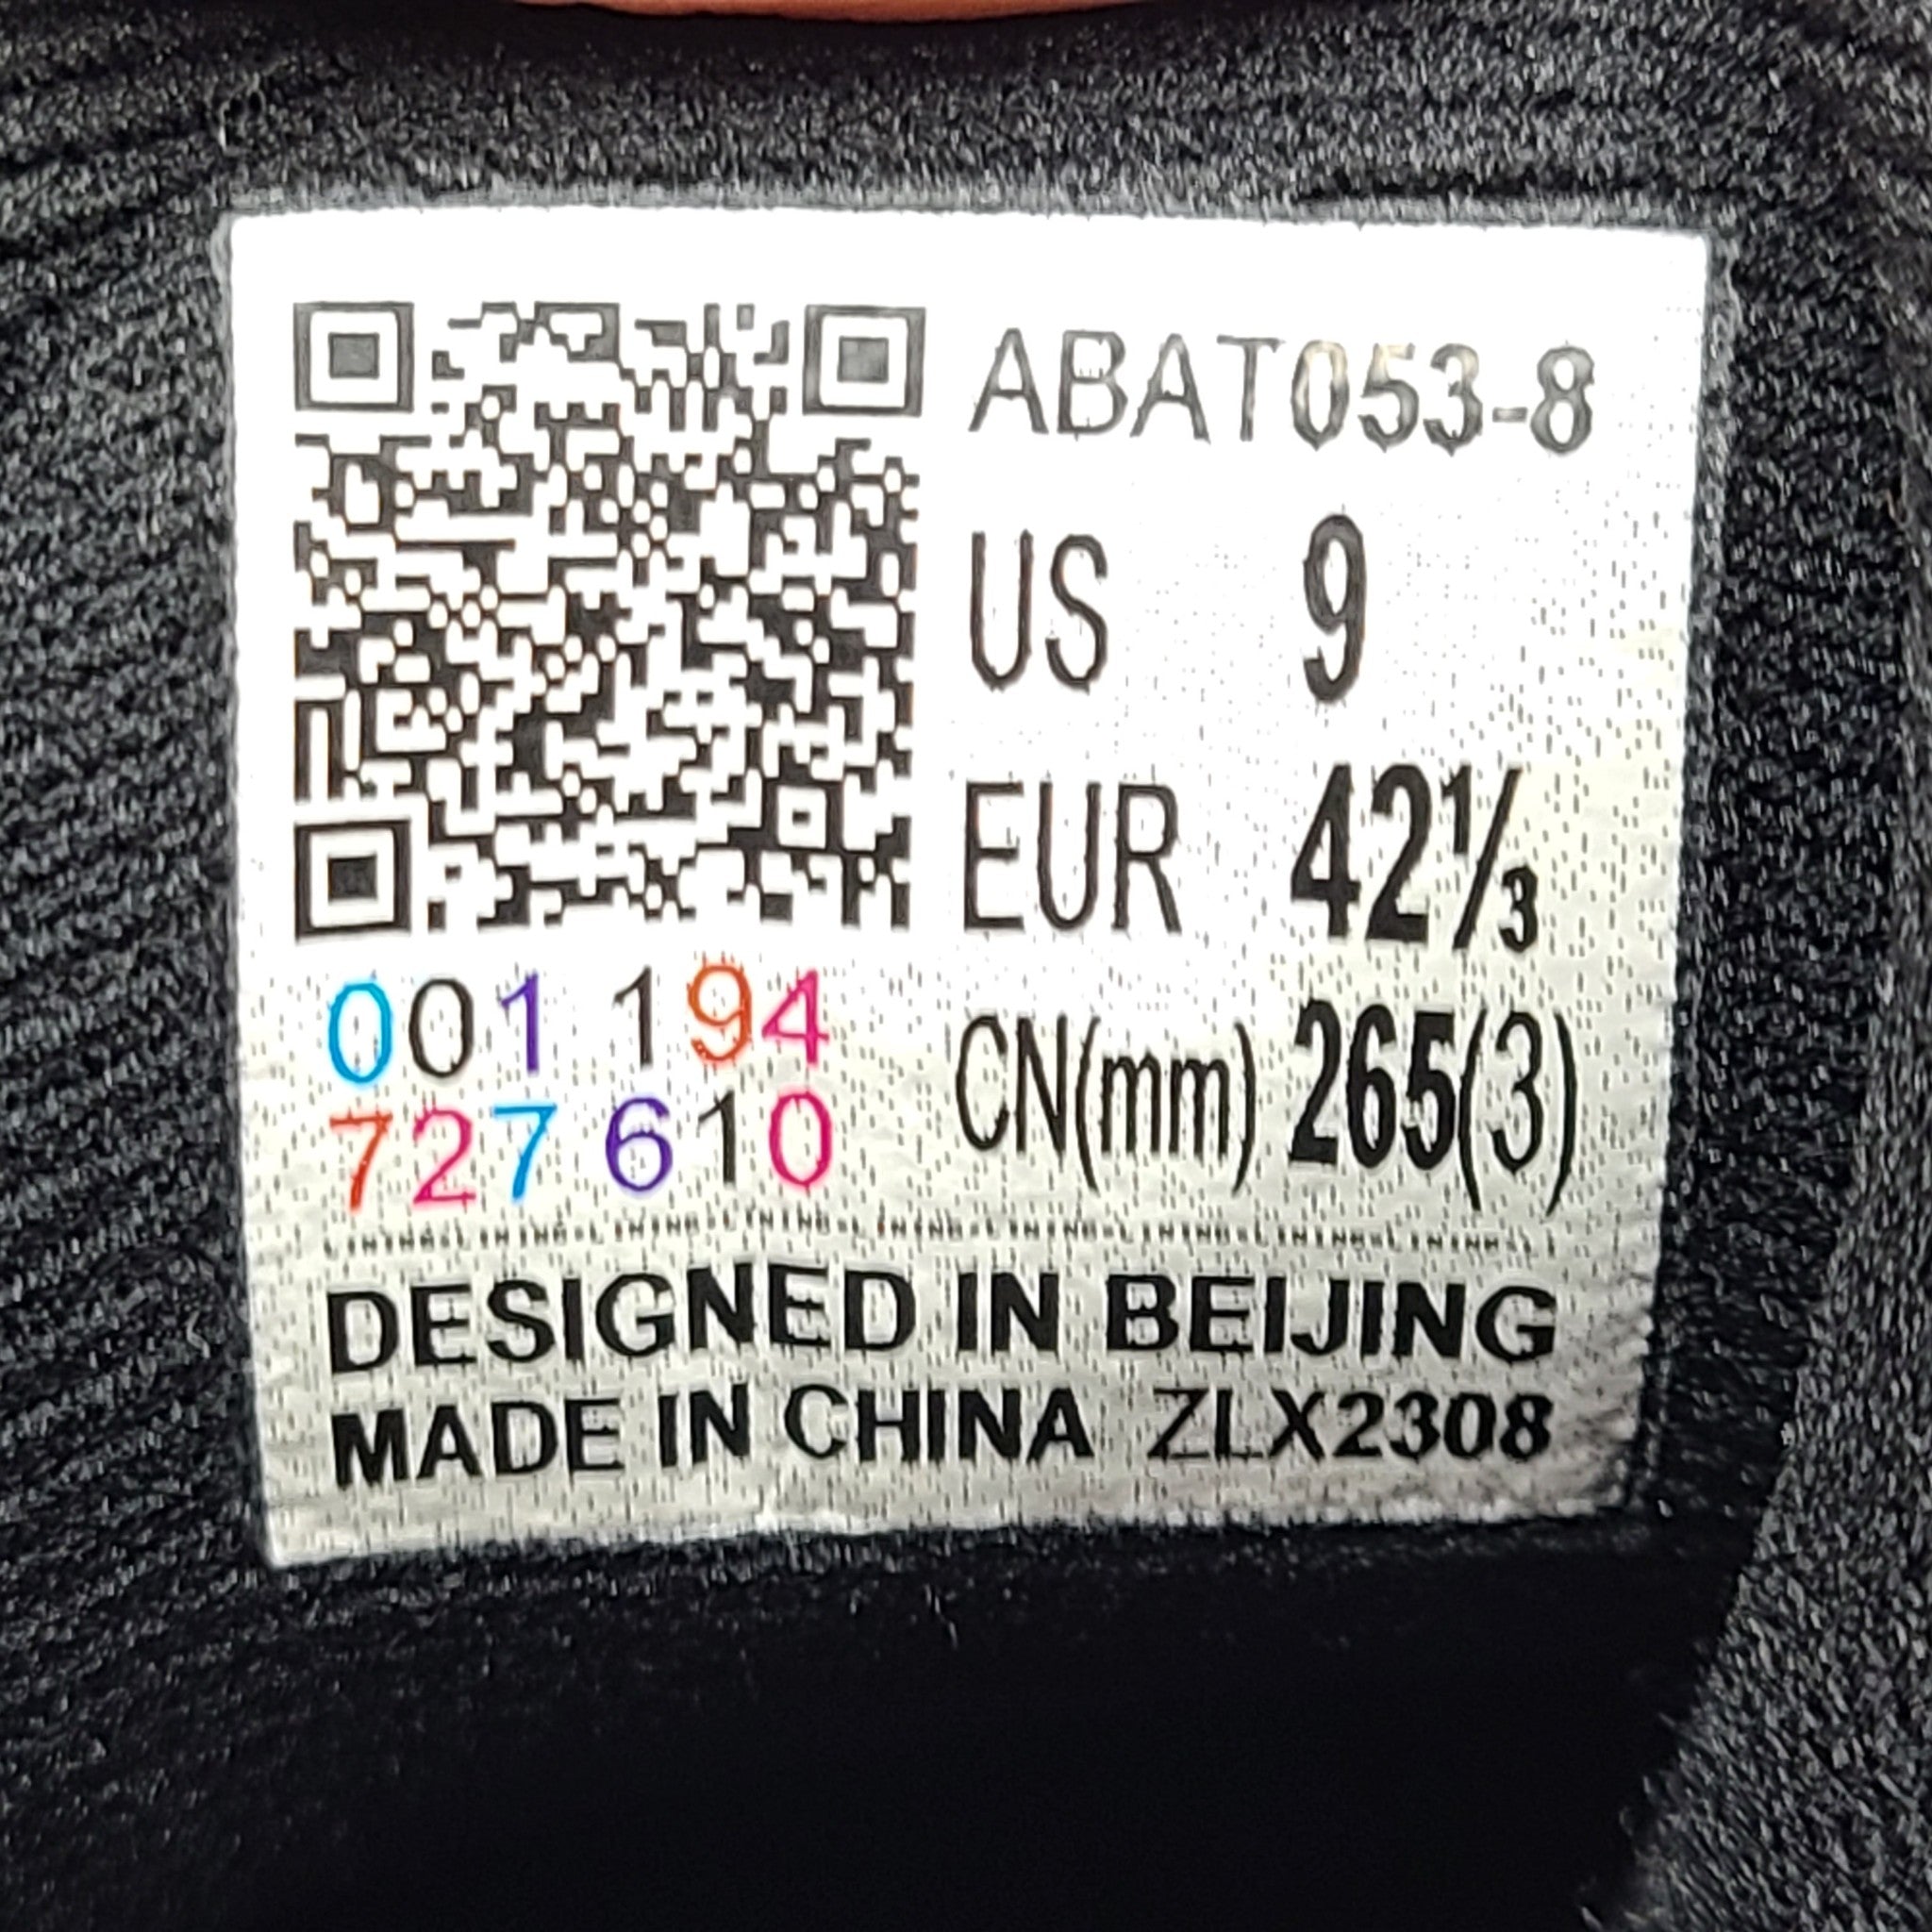 ABAT053-8
US 9
EUR 42⅓
CN(mm) 265(3)
001 194
727 610
DESIGNED IN BEIJING
MADE IN CHINA ZLX2308